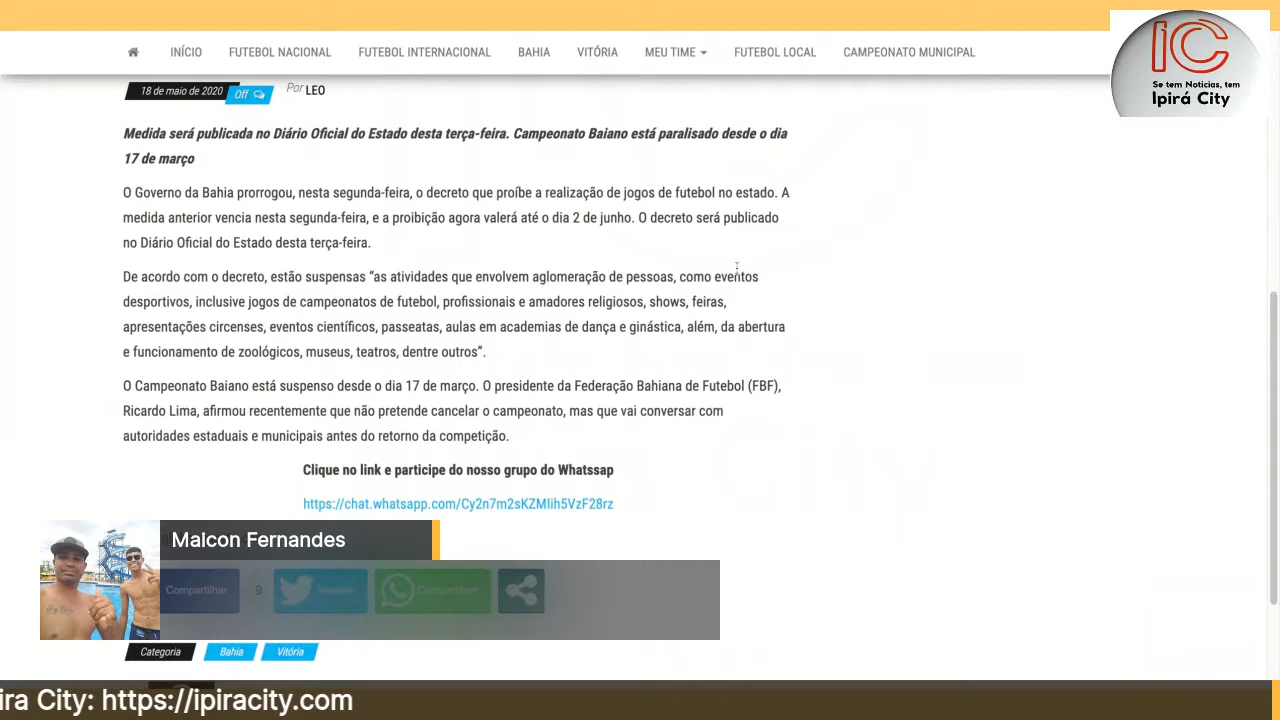 INÍCIO FUTEBOL NACIONAL FUTEBOL INTERNACIONAL BAHIA VITÓRIA MEU TIME FUTEBOL LOCAL CAMPEONATO MUNICIPAL
IC
Se tem Notícias, tem
Ipirá City
18 de maio de 2020 Off Por LEO
Medida será publicada no Diário Oficial do Estado desta terça-feira. Campeonato Baiano está paralisado desde o dia
17 de março
O Governo da Bahia prorrogou, nesta segunda-feira, o decreto que proíbe a realização de jogos de futebol no estado. A
medida anterior vencia nesta segunda-feira, e a proibição agora valerá até o dia 2 de junho. O decreto será publicado
no Diário Oficial do Estado desta terça-feira.
De acordo com o decreto, estão suspensas “as atividades que envolvem aglomeração de pessoas, como eventos
desportivos, inclusive jogos de campeonatos de futebol, profissionais e amadores religiosos, shows, feiras,
apresentações circenses, eventos científicos, passeatas, aulas em academias de dança e ginástica, além, da abertura
e funcionamento de zoológicos, museus, teatros, dentre outros”.
O Campeonato Baiano está suspenso desde o dia 17 de março. O presidente da Federação Bahiana de Futebol (FBF),
Ricardo Lima, afirmou recentemente que não pretende cancelar o campeonato, mas que vai conversar com
autoridades estaduais e municipais antes do retorno da competição.
Clique no link e participe do nosso grupo do Whatssap
https://chat.whatsapp.com/Cy2n7m2sKZMIih5VzF28rz
Malcon Fernandes
Compartilhar 9 Tweetar Compartilhar
Categoria Bahia Vitória
ira City: https://ipiracity.com